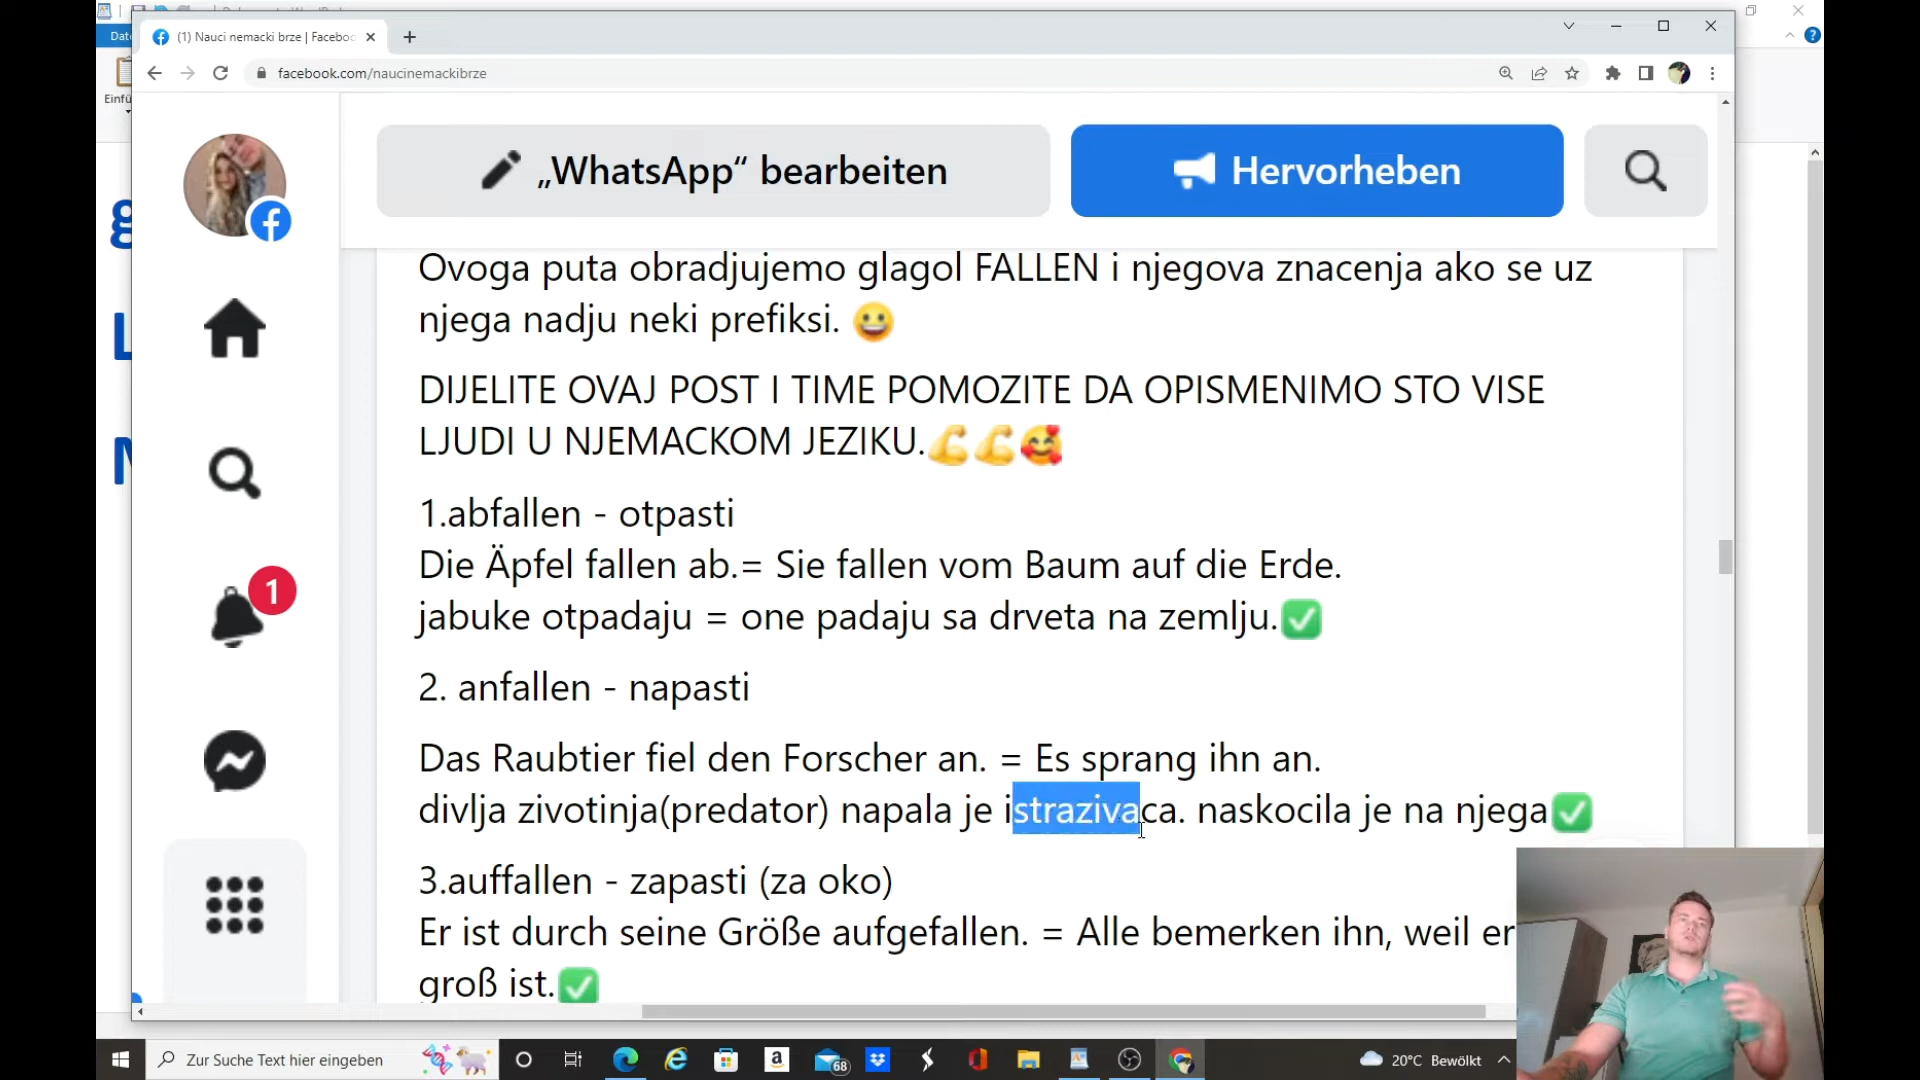 Date
(1) Nauci nemacki brze | Faceboo
facebook.com/naucinemackibrze
Einfü
„WhatsApp“ bearbeiten
Hervorheben
Ovoga puta obradjujemo glagol FALLEN i njegova znacenja ako se uz
njega nadju neki prefiksi. 😀
DIJELITE OVAJ POST I TIME POMOZITE DA OPISMENIMO STO VISE
LJUDI U NJEMACKOM JEZIKU.💪💪🥰
1.abfallen - otpasti
Die Äpfel fallen ab.= Sie fallen vom Baum auf die Erde.
jabuke otpadaju = one padaju sa drveta na zemlju.✅
1
2. anfallen - napasti
Das Raubtier fiel den Forscher an. = Es sprang ihn an.
divlja zivotinja(predator) napala je istrazivaca. naskocila je na njega✅
3.auffallen - zapasti (za oko)
Er ist durch seine Größe aufgefallen. = Alle bemerken ihn, weil er
groß ist.✅
Zur Suche Text hier eingeben
68
20°C Bewölkt